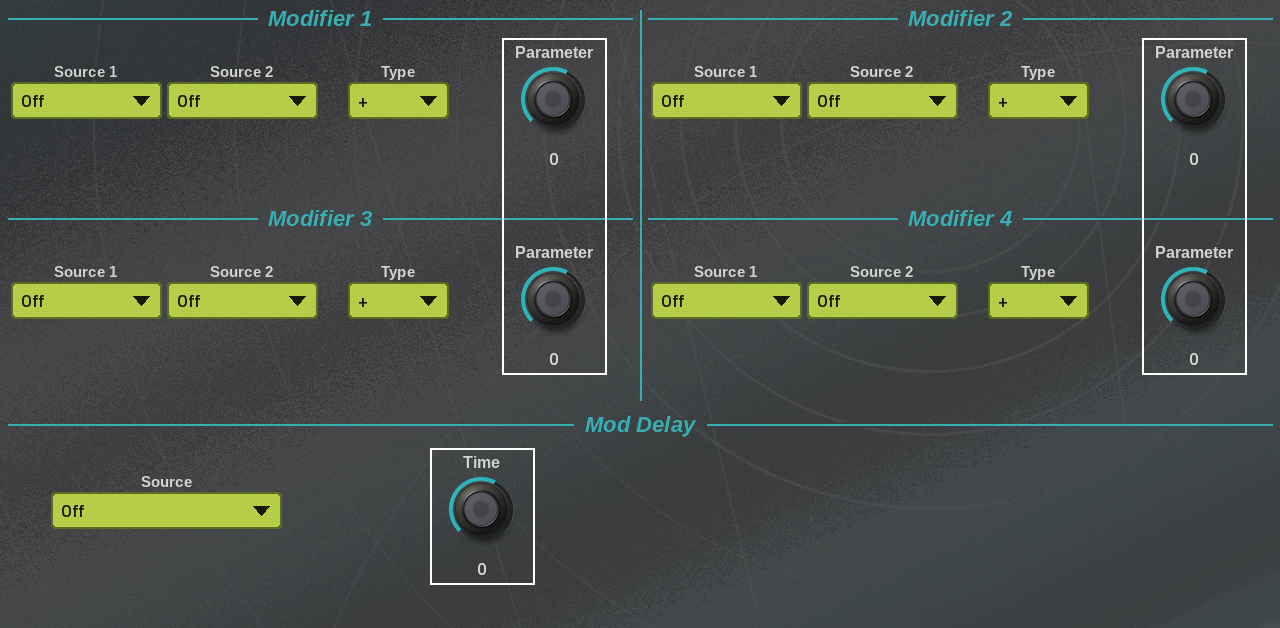 Modifier 1
Modifier 2
Source 1 Source 2 Type Parameter
Source 1 Source 2 Type Parameter
Off Off +
Off Off +
0
0
Modifier 3
Modifier 4
Source 1 Source 2 Type Parameter
Source 1 Source 2 Type Parameter
Off Off +
Off Off +
0
0
Mod Delay
Source Time
Off
0